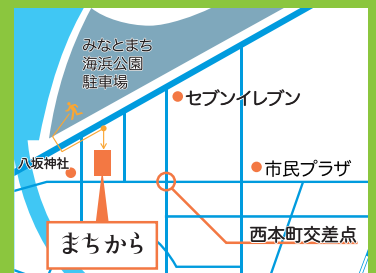 みなとまち
海浜公園
駐車場
セブンイレブン
八坂神社
市民プラザ
西本町交差点
まちから